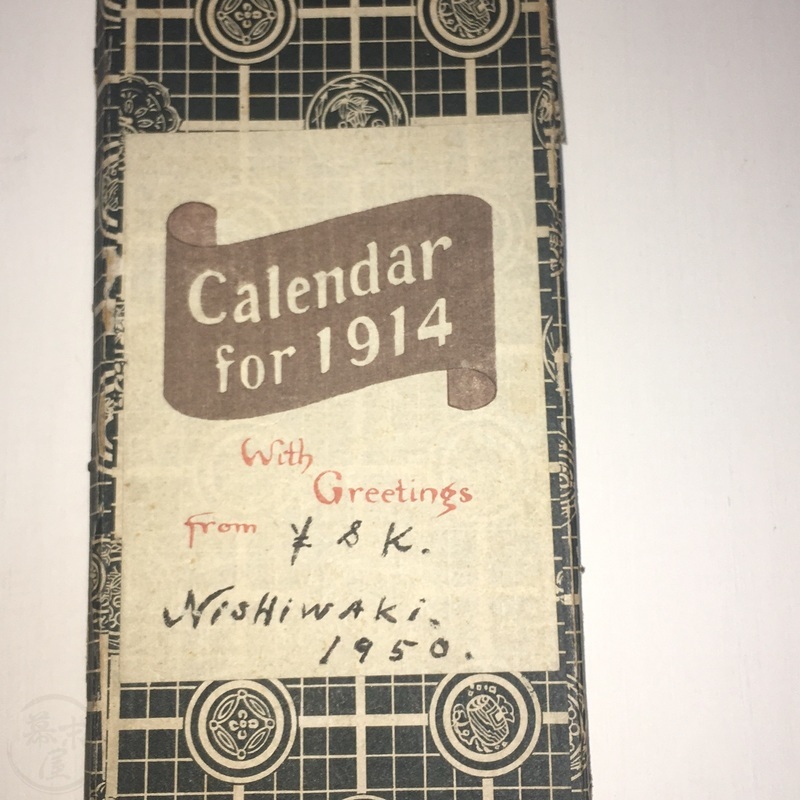 Calendar
for 1914
With
Greetings
from Y & K.
NISHIWAKI.
1950.